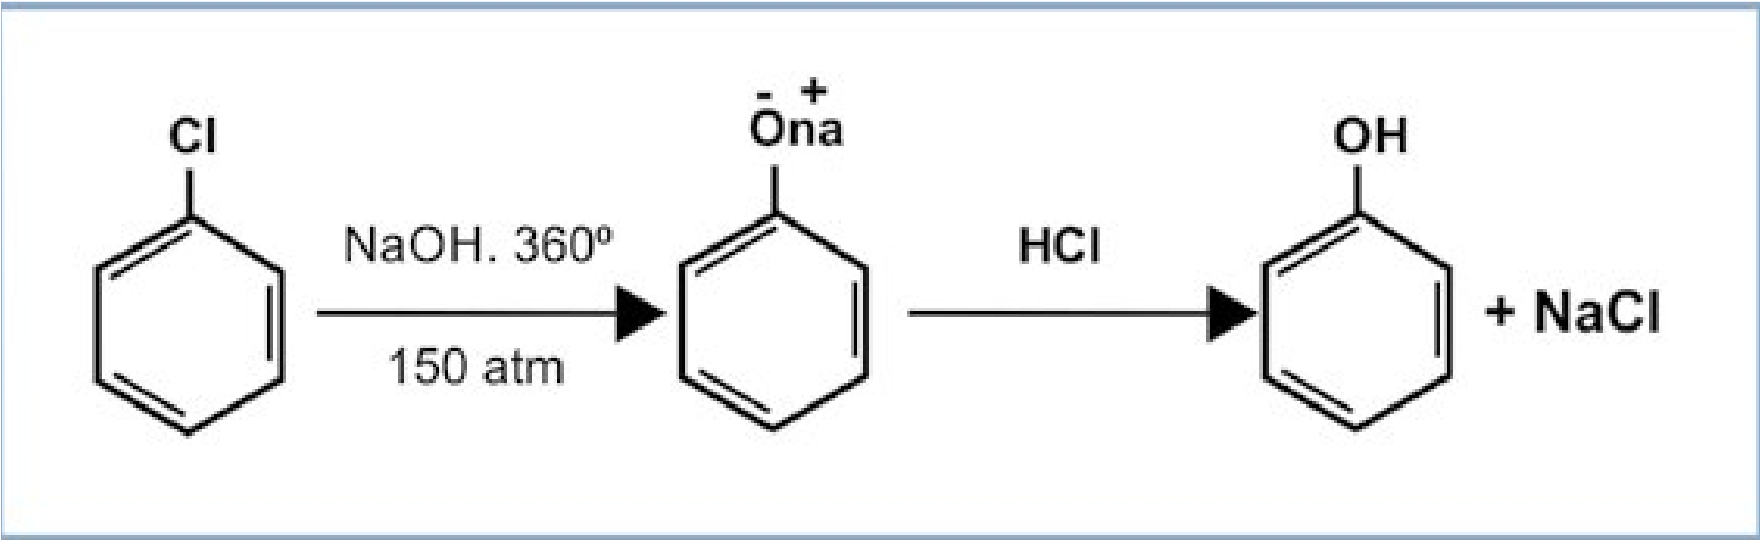 Cl
NaOH. 360º
150 atm
- +
Ona
HCl
OH
+ NaCl